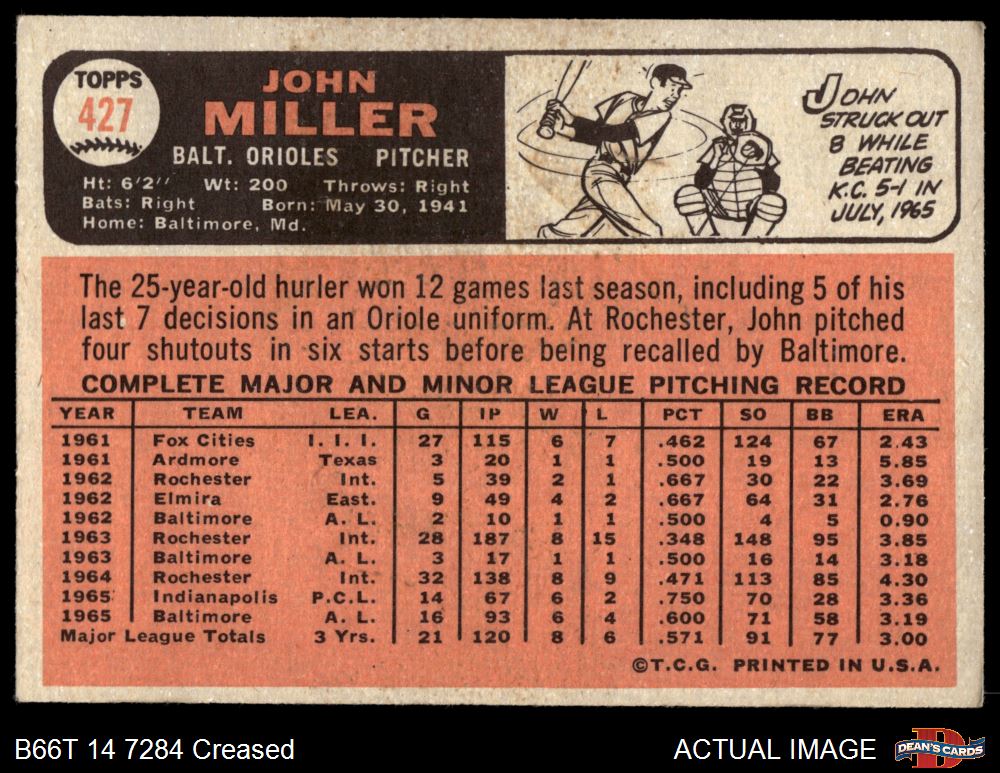 TOPPS
427
JOHN
MILLER
BALT. ORIOLES PITCHER
Ht: 6'2" Wt: 200 Throws: Right
Bats: Right Born: May 30, 1941
Home: Baltimore, Md.
JOHN
STRUCK OUT
8 WHILE
BEATING
K.C. 5-1 IN
JULY, 1965
The 25-year-old hurler won 12 games last season, including 5 of his
last 7 decisions in an Oriole uniform. At Rochester, John pitched
four shutouts in six starts before being recalled by Baltimore.
COMPLETE MAJOR AND MINOR LEAGUE PITCHING RECORD
YEAR TEAM LEA. G IP W L PCT SO BB ERA
1961 Fox Cities I. I. I. 27 115 6 7 .462 124 67 2.43
1961 Ardmore Texas 3 20 1 1 .500 19 13 5.85
1962 Rochester Int. 5 39 2 1 .667 30 22 3.69
1962 Elmira East. 9 49 4 2 .667 64 31 2.76
1962 Baltimore A. L. 2 10 1 1 .500 4 5 0.90
1963 Rochester Int. 28 187 8 15 .348 148 95 3.85
1963 Baltimore A. L. 3 17 1 1 .500 16 14 3.18
1964 Rochester Int. 32 138 8 9 .471 113 85 4.30
1965 Indianapolis P.C.L. 14 67 6 2 .750 70 28 3.36
1965 Baltimore A. L. 16 93 6 4 .600 71 58 3.19
Major League Totals 3 Yrs. 21 120 8 6 .571 91 77 3.00
©T.C.G. PRINTED IN U.S.A.
B66T 14 7284 Creased
ACTUAL IMAGE
DEAN'S CARDS